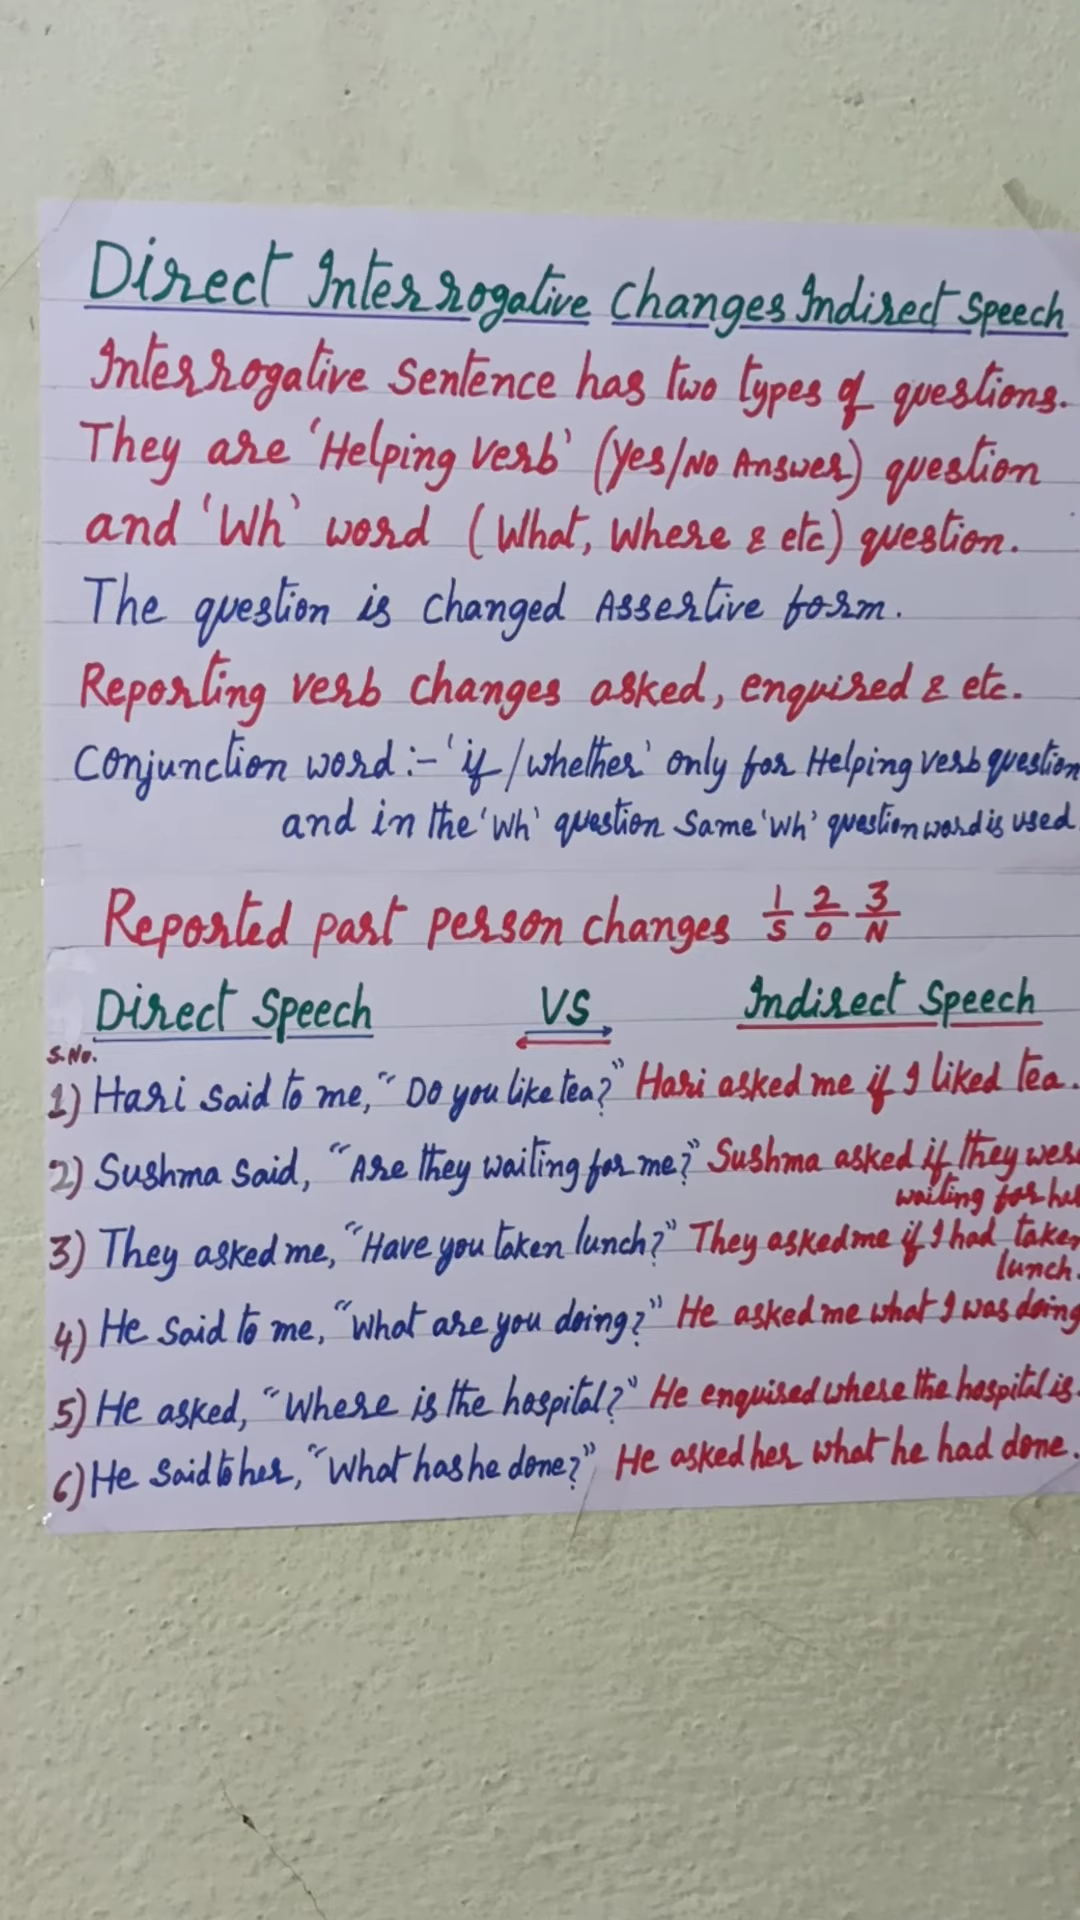 Direct Interrogative Changes Indirect Speech
Interrogative Sentence has two types of questions.
They are 'Helping Verb' (Yes/No Answer) question
and 'Wh' word (What, Where & etc) question.
The question is Changed Assertive form.
Reporting verb changes asked, enquired & etc.
Conjunction word :- 'if/whether' only for Helping verb question
and in the 'Wh' question Same 'Wh' question word is used
Reported part person changes 1/S 2/O 3/N
Direct Speech VS Indirect Speech
S.No.
1) Hari Said to me, "Do you like tea?" Hari asked me if I liked tea.
2) Sushma Said, "Are they waiting for me?" Sushma asked if they wer
waiting for he
3) They asked me, "Have you taken lunch?" They asked me if I had taken
lunch.
4) He Said to me, "What are you doing?" He asked me what I was doing
5) He asked, "Where is the hospital?" He enquired where the hospital is.
6) He Said to her, "What has he done?" He asked her what he had done.